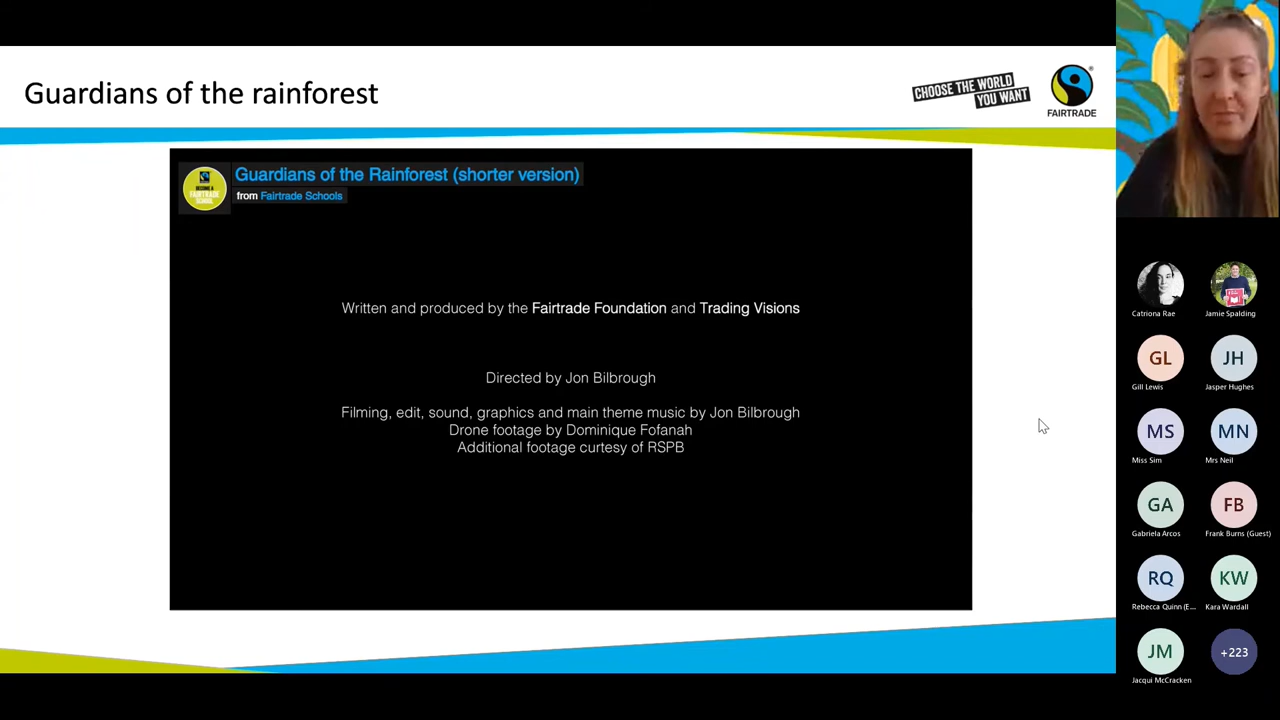 Guardians of the rainforest
CHOOSE THE WORLD
YOU WANT
FAIRTRADE
Guardians of the Rainforest (shorter version)
from Fairtrade Schools
BECOME A
FAIRTRADE
SCHOOL
Written and produced by the Fairtrade Foundation and Trading Visions
Directed by Jon Bilbrough
Filming, edit, sound, graphics and main theme music by Jon Bilbrough
Drone footage by Dominique Fofanah
Additional footage curtesy of RSPB
Catriona Rae
Jamie Spalding
GL
JH
Gill Lewis
Jasper Hughes
MS
MN
Miss Sim
Mrs Neil
GA
FB
Gabriela Arcos
Frank Burns (Guest)
RQ
KW
Rebecca Quinn (E...
Kara Wardall
JM
+223
Jacqui McCracken